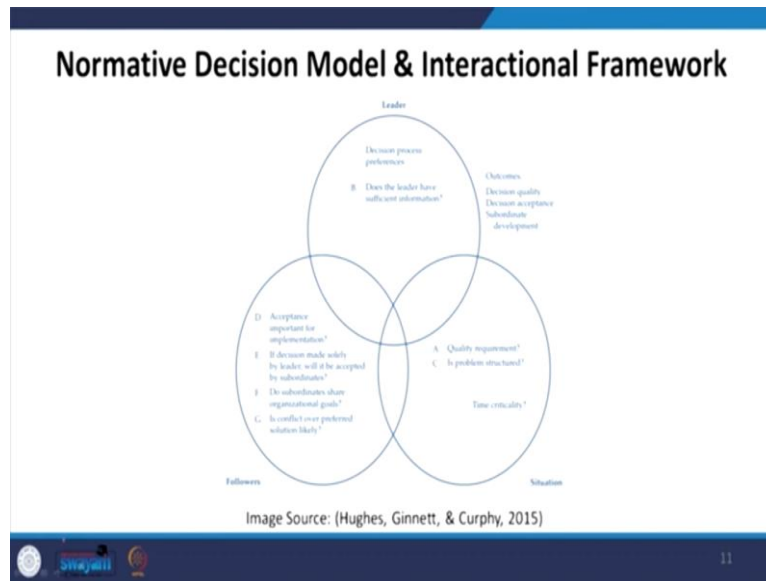 Normative Decision Model & Interactional Framework
Leader
Decision process
preferences
B. Does the leader have
sufficient information?
Outcomes
Decision quality
Decision acceptance
Subordinate
development
D. Acceptance
important for
implementation?
E. If decision made solely
by leader, will it be accepted
by subordinates?
F. Do subordinates share
organizational goals?
G. Is conflict over preferred
solution likely?
A. Quality requirement?
C. Is problem structured?
Time criticality?
Followers
Situation
Image Source: (Hughes, Ginnett, & Curphy, 2015)
swayam
11